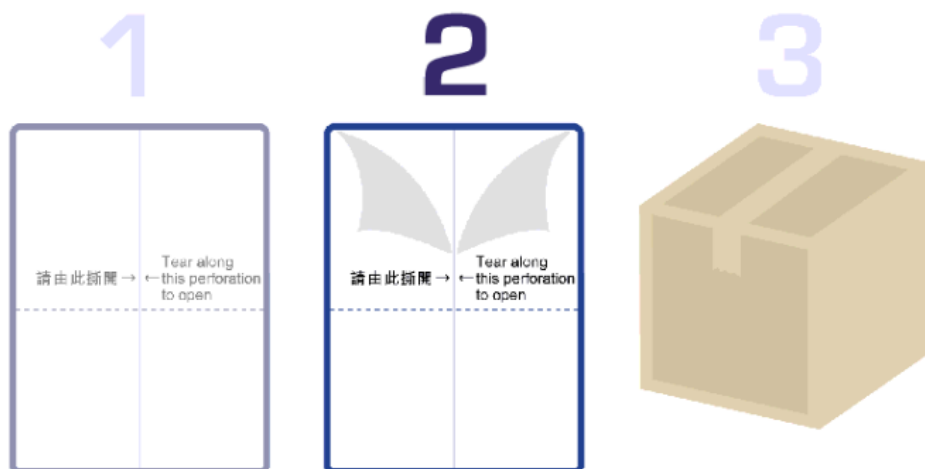 1
2
3
請由此撕開→
←Tear along
this perforation
to open
請由此撕開→
←Tear along
this perforation
to open